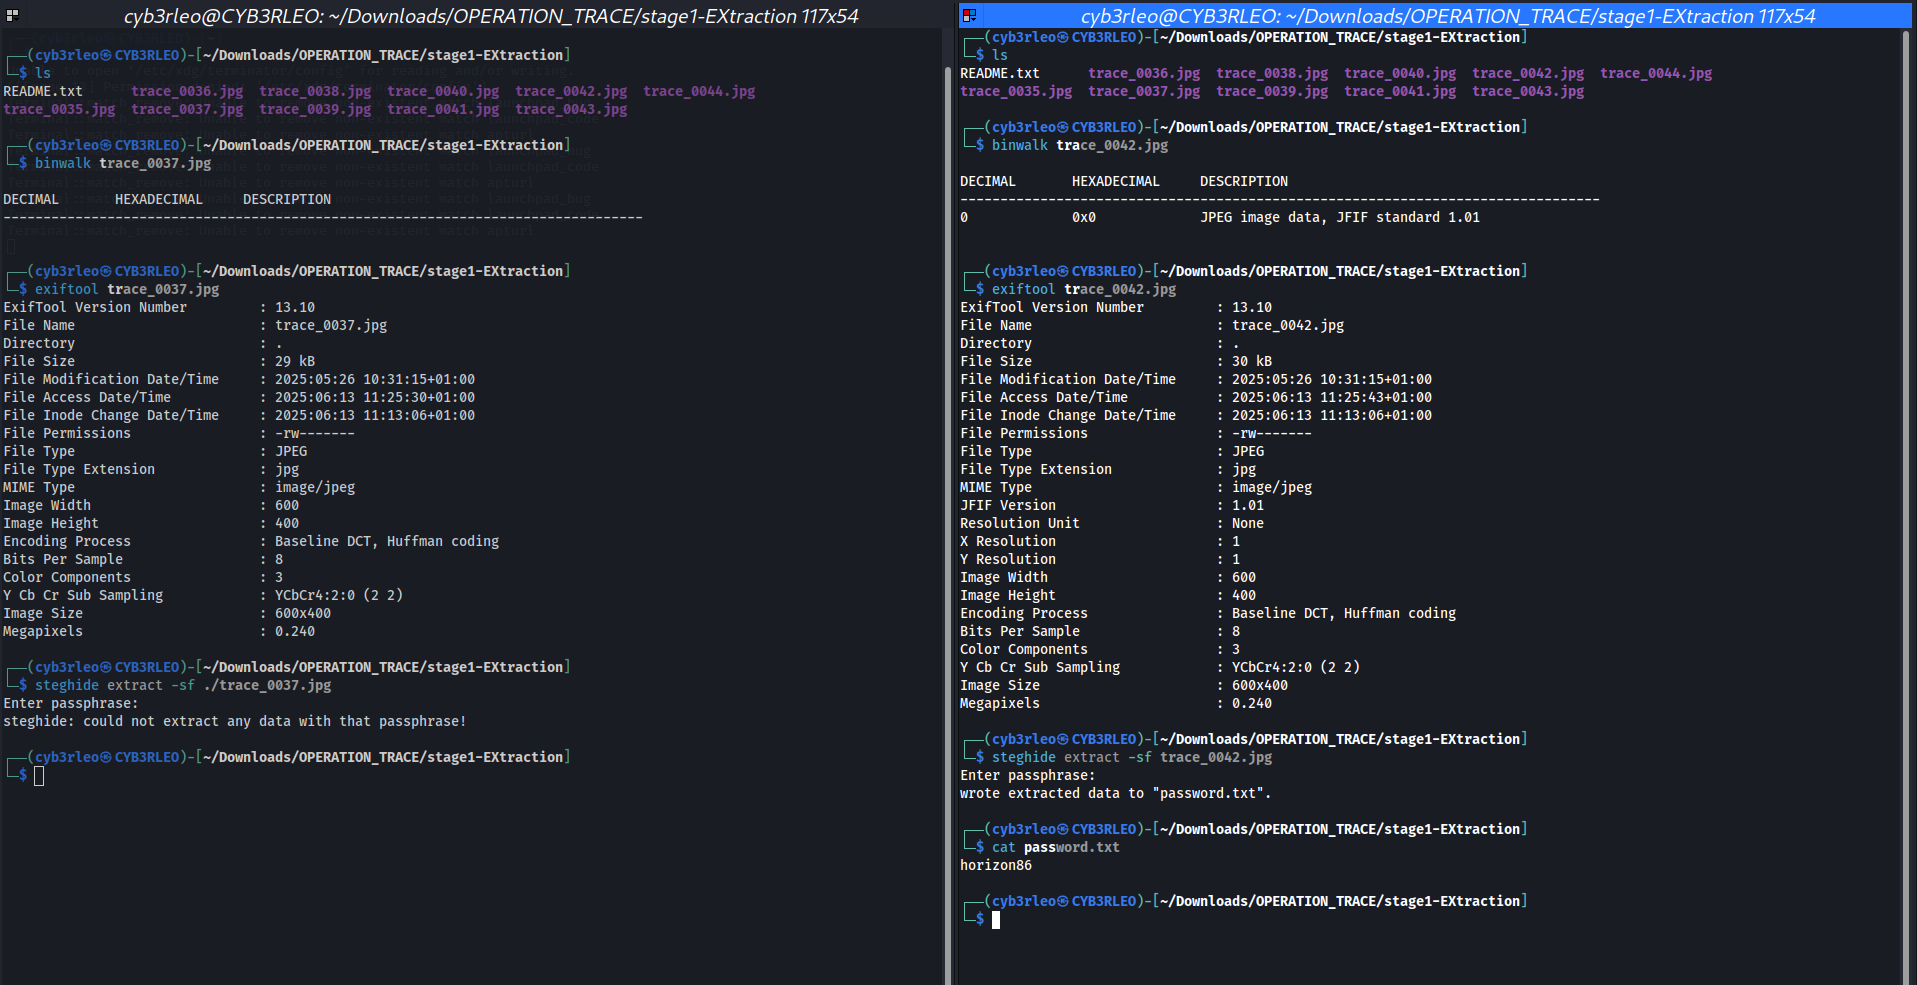 cyb3rleo@CYB3RLEO: ~/Downloads/OPERATION_TRACE/stage1-EXtraction 117x54
┌──(cyb3rleo㉿CYB3RLEO)-[~/Downloads/OPERATION_TRACE/stage1-EXtraction]
└─$ ls
README.txt      trace_0036.jpg  trace_0038.jpg  trace_0040.jpg  trace_0042.jpg  trace_0044.jpg
trace_0035.jpg  trace_0037.jpg  trace_0039.jpg  trace_0041.jpg  trace_0043.jpg
┌──(cyb3rleo㉿CYB3RLEO)-[~/Downloads/OPERATION_TRACE/stage1-EXtraction]
└─$ binwalk trace_0037.jpg
DECIMAL       HEXADECIMAL     DESCRIPTION
--------------------------------------------------------------------------------
┌──(cyb3rleo㉿CYB3RLEO)-[~/Downloads/OPERATION_TRACE/stage1-EXtraction]
└─$ exiftool trace_0037.jpg
ExifTool Version Number         : 13.10
File Name                       : trace_0037.jpg
Directory                       : .
File Size                       : 29 kB
File Modification Date/Time     : 2025:05:26 10:31:15+01:00
File Access Date/Time           : 2025:06:13 11:25:30+01:00
File Inode Change Date/Time     : 2025:06:13 11:13:06+01:00
File Permissions                : -rw-------
File Type                       : JPEG
File Type Extension             : jpg
MIME Type                       : image/jpeg
Image Width                     : 600
Image Height                    : 400
Encoding Process                : Baseline DCT, Huffman coding
Bits Per Sample                 : 8
Color Components                : 3
Y Cb Cr Sub Sampling            : YCbCr4:2:0 (2 2)
Image Size                      : 600x400
Megapixels                      : 0.240
┌──(cyb3rleo㉿CYB3RLEO)-[~/Downloads/OPERATION_TRACE/stage1-EXtraction]
└─$ steghide extract -sf ./trace_0037.jpg
Enter passphrase:
steghide: could not extract any data with that passphrase!
┌──(cyb3rleo㉿CYB3RLEO)-[~/Downloads/OPERATION_TRACE/stage1-EXtraction]
└─$
cyb3rleo@CYB3RLEO: ~/Downloads/OPERATION_TRACE/stage1-EXtraction 117x54
┌──(cyb3rleo㉿CYB3RLEO)-[~/Downloads/OPERATION_TRACE/stage1-EXtraction]
└─$ ls
README.txt      trace_0036.jpg  trace_0038.jpg  trace_0040.jpg  trace_0042.jpg  trace_0044.jpg
trace_0035.jpg  trace_0037.jpg  trace_0039.jpg  trace_0041.jpg  trace_0043.jpg
┌──(cyb3rleo㉿CYB3RLEO)-[~/Downloads/OPERATION_TRACE/stage1-EXtraction]
└─$ binwalk trace_0042.jpg
DECIMAL       HEXADECIMAL     DESCRIPTION
--------------------------------------------------------------------------------
0             0x0             JPEG image data, JFIF standard 1.01
┌──(cyb3rleo㉿CYB3RLEO)-[~/Downloads/OPERATION_TRACE/stage1-EXtraction]
└─$ exiftool trace_0042.jpg
ExifTool Version Number         : 13.10
File Name                       : trace_0042.jpg
Directory                       : .
File Size                       : 30 kB
File Modification Date/Time     : 2025:05:26 10:31:15+01:00
File Access Date/Time           : 2025:06:13 11:25:43+01:00
File Inode Change Date/Time     : 2025:06:13 11:13:06+01:00
File Permissions                : -rw-------
File Type                       : JPEG
File Type Extension             : jpg
MIME Type                       : image/jpeg
JFIF Version                    : 1.01
Resolution Unit                 : None
X Resolution                    : 1
Y Resolution                    : 1
Image Width                     : 600
Image Height                    : 400
Encoding Process                : Baseline DCT, Huffman coding
Bits Per Sample                 : 8
Color Components                : 3
Y Cb Cr Sub Sampling            : YCbCr4:2:0 (2 2)
Image Size                      : 600x400
Megapixels                      : 0.240
┌──(cyb3rleo㉿CYB3RLEO)-[~/Downloads/OPERATION_TRACE/stage1-EXtraction]
└─$ steghide extract -sf trace_0042.jpg
Enter passphrase:
wrote extracted data to "password.txt".
┌──(cyb3rleo㉿CYB3RLEO)-[~/Downloads/OPERATION_TRACE/stage1-EXtraction]
└─$ cat password.txt
horizon86
┌──(cyb3rleo㉿CYB3RLEO)-[~/Downloads/OPERATION_TRACE/stage1-EXtraction]
└─$